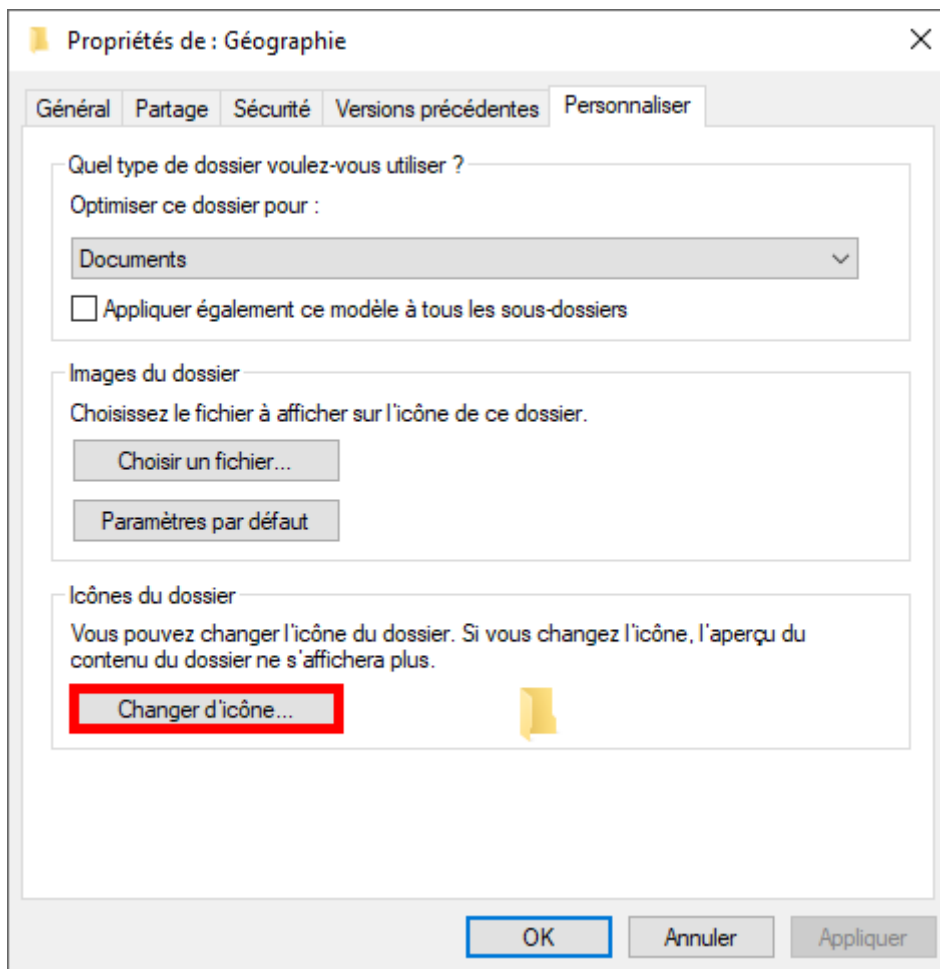 Propriétés de : Géographie
Général Partage Sécurité Versions précédentes Personnaliser
Quel type de dossier voulez-vous utiliser ?
Optimiser ce dossier pour :
Documents
Appliquer également ce modèle à tous les sous-dossiers
Images du dossier
Choisissez le fichier à afficher sur l'icône de ce dossier.
Choisir un fichier...
Paramètres par défaut
Icônes du dossier
Vous pouvez changer l'icône du dossier. Si vous changez l'icône, l'aperçu du
contenu du dossier ne s'affichera plus.
Changer d'icône...
OK Annuler Appliquer